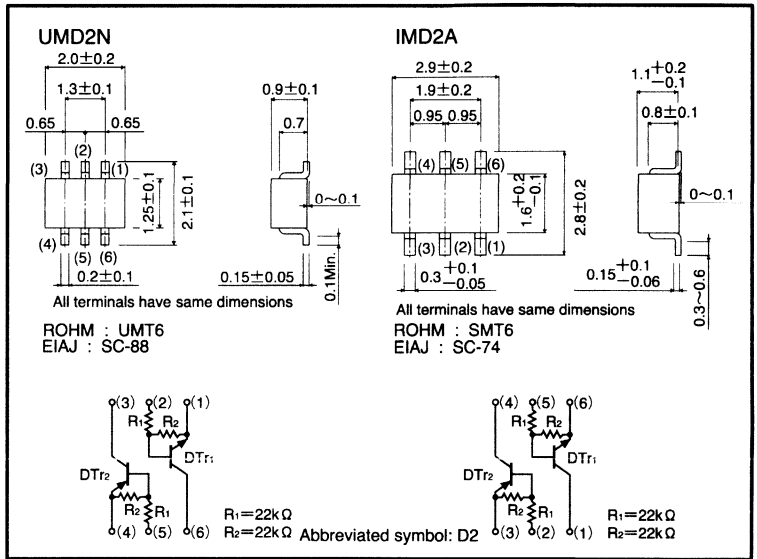 UMD2N
2.0±0.2
1.3±0.1
0.65
0.65
(2)
(3)
(1)
1.25±0.1
2.1±0.1
(4)
(5)
(6)
0.2±0.1
0.9±0.1
0.7
0~0.1
0.15±0.05
0.1Min.
All terminals have same dimensions
ROHM : UMT6
EIAJ : SC-88
IMD2A
2.9±0.2
1.9±0.2
0.95
0.95
(4)
(5)
(6)
1.6+0.2−0.1
2.8±0.2
(3)
(2)
(1)
0.3+0.1−0.05
1.1+0.2−0.1
0.8±0.1
0~0.1
0.15+0.1−0.06
0.3~0.6
All terminals have same dimensions
ROHM : SMT6
EIAJ : SC-74
(3)
(2)
(1)
R1
R2
DTr1
DTr2
R2
R1
(4)
(5)
(6)
R1=22kΩ
R2=22kΩ
Abbreviated symbol: D2
(4)
(5)
(6)
R1
R2
DTr1
DTr2
R2
R1
(3)
(2)
(1)
R1=22kΩ
R2=22kΩ